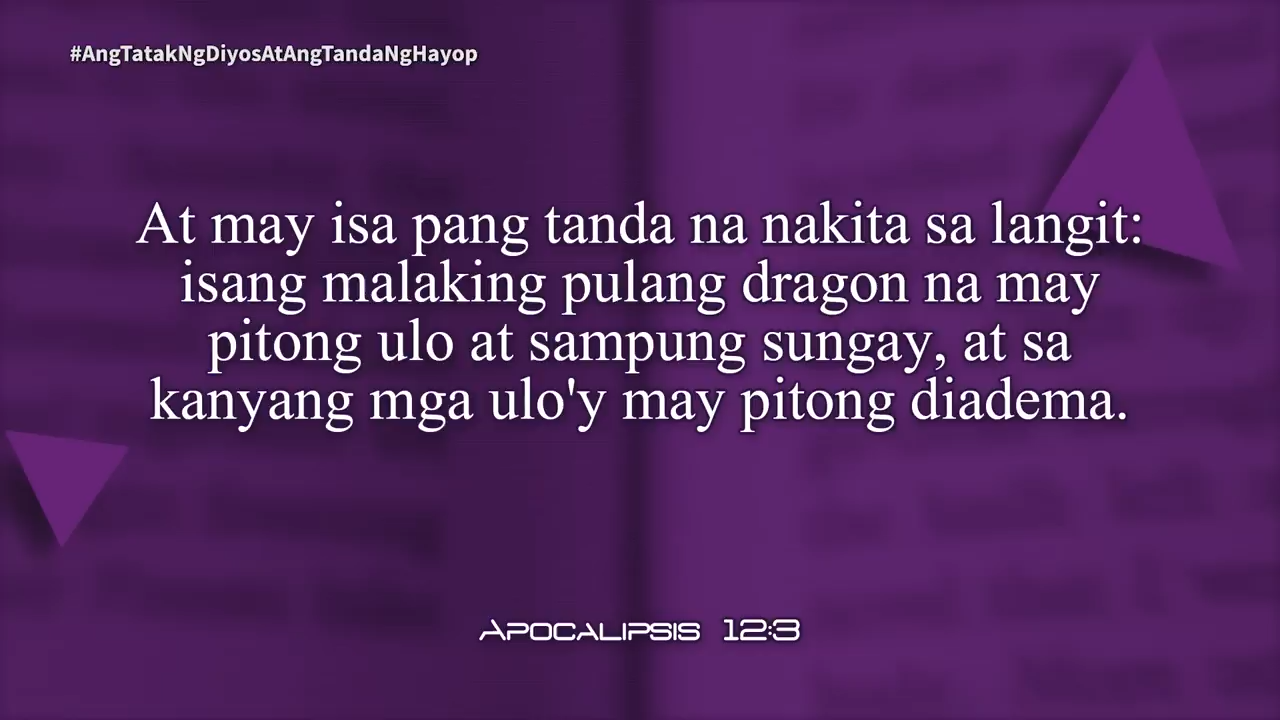 #AngTatakNgDiyosAtAngTandaNgHayop
At may isa pang tanda na nakita sa langit:
isang malaking pulang dragon na may
pitong ulo at sampung sungay, at sa
kanyang mga ulo'y may pitong diadema.
Apocalipsis 12:3